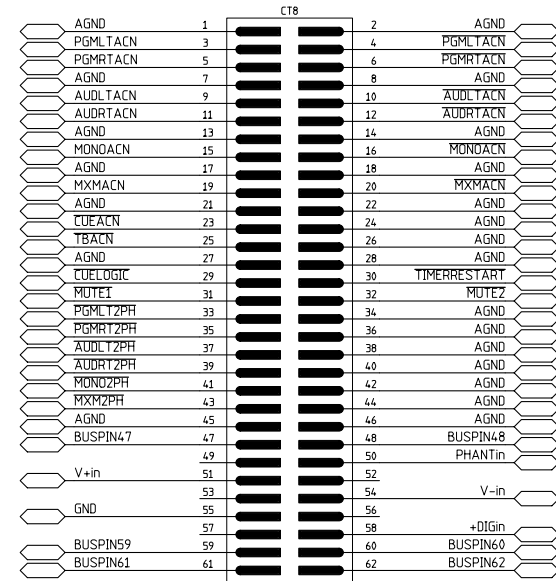 CT8
AGND 1 2 AGND
PGMLTACN 3 4 PGMLTACN
PGMRTACN 5 6 PGMRTACN
AGND 7 8 AGND
AUDLTACN 9 10 AUDLTACN
AUDRTACN 11 12 AUDRTACN
AGND 13 14 AGND
MONOACN 15 16 MONOACN
AGND 17 18 AGND
MXMACN 19 20 MXMACN
AGND 21 22 AGND
CUEACN 23 24 AGND
TBACN 25 26 AGND
AGND 27 28 AGND
CUELOGIC 29 30 TIMERRESTART
MUTE1 31 32 MUTE2
PGMLT2PH 33 34 AGND
PGMRT2PH 35 36 AGND
AUDLT2PH 37 38 AGND
AUDRT2PH 39 40 AGND
MONO2PH 41 42 AGND
MXM2PH 43 44 AGND
AGND 45 46 AGND
BUSPIN47 47 48 BUSPIN48
49 50 PHANTin
V+in 51 52
53 54 V-in
GND 55 56
57 58 +DIGin
BUSPIN59 59 60 BUSPIN60
BUSPIN61 61 62 BUSPIN62